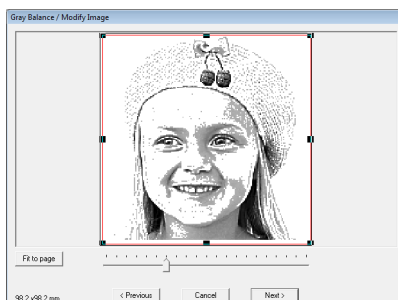 Gray Balance / Modify Image
Fit to page
98.2 x98.2 mm
< Previous
Cancel
Next >